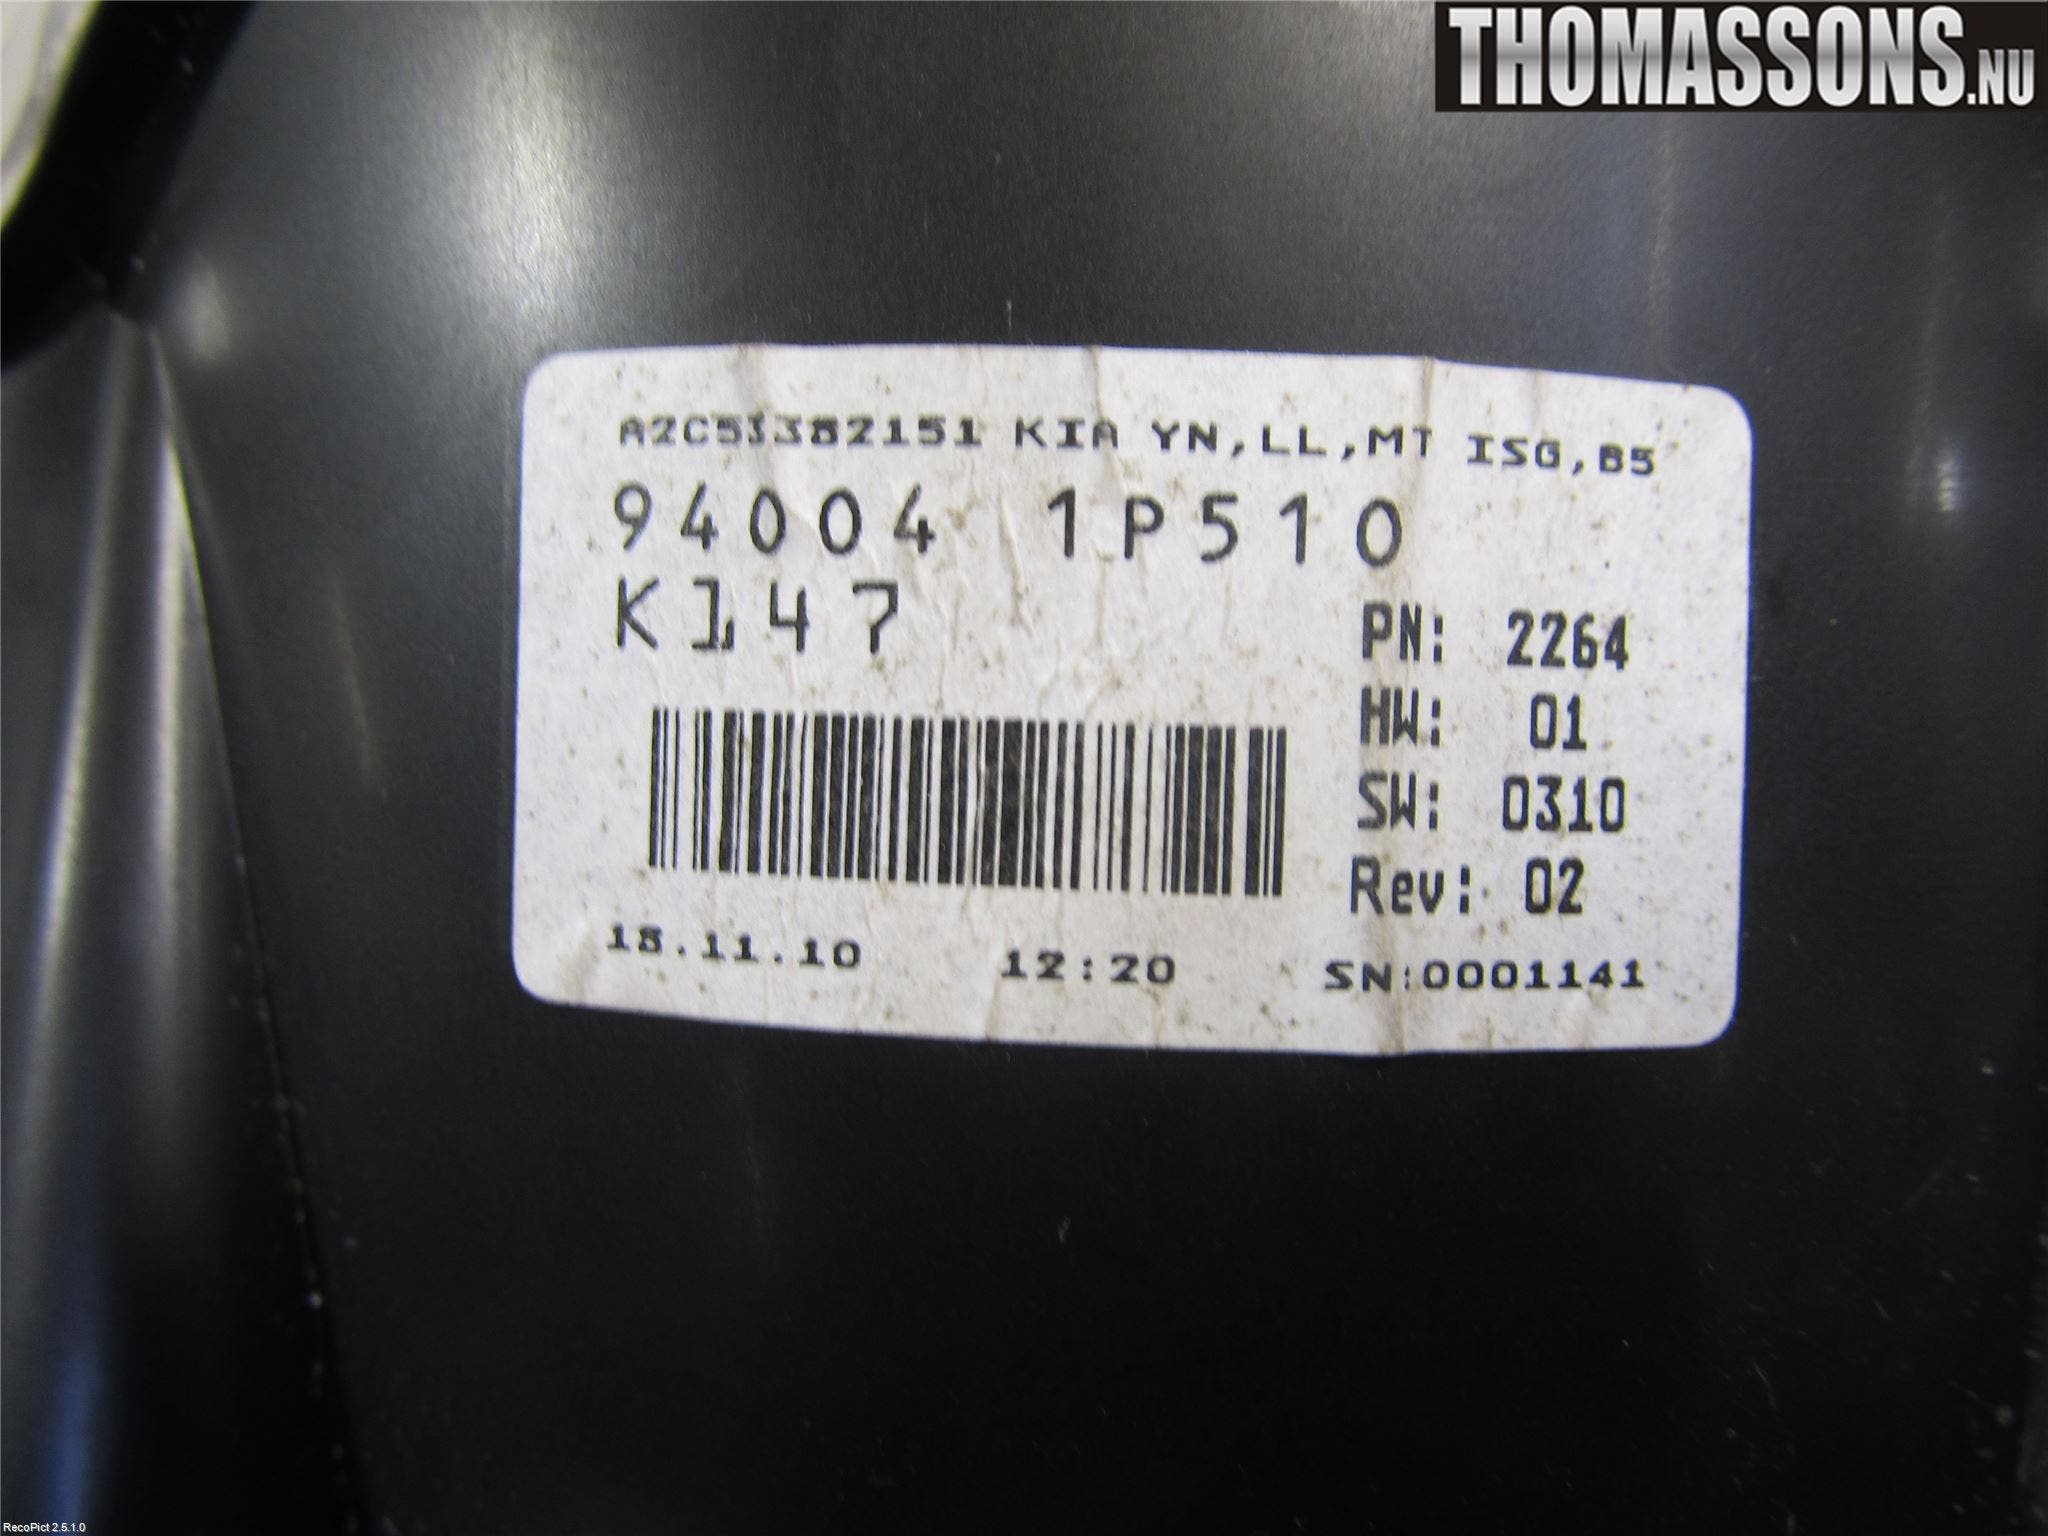 THOMASSONS.NU
A2C53382151 KIA YN,LL,MT ISG,B5
94004 1P510
K147
PN: 2264
HW: 01
SW: 0310
Rev: 02
15.11.10 12:20 SN:0001141
RecoPict 2.5.1.0